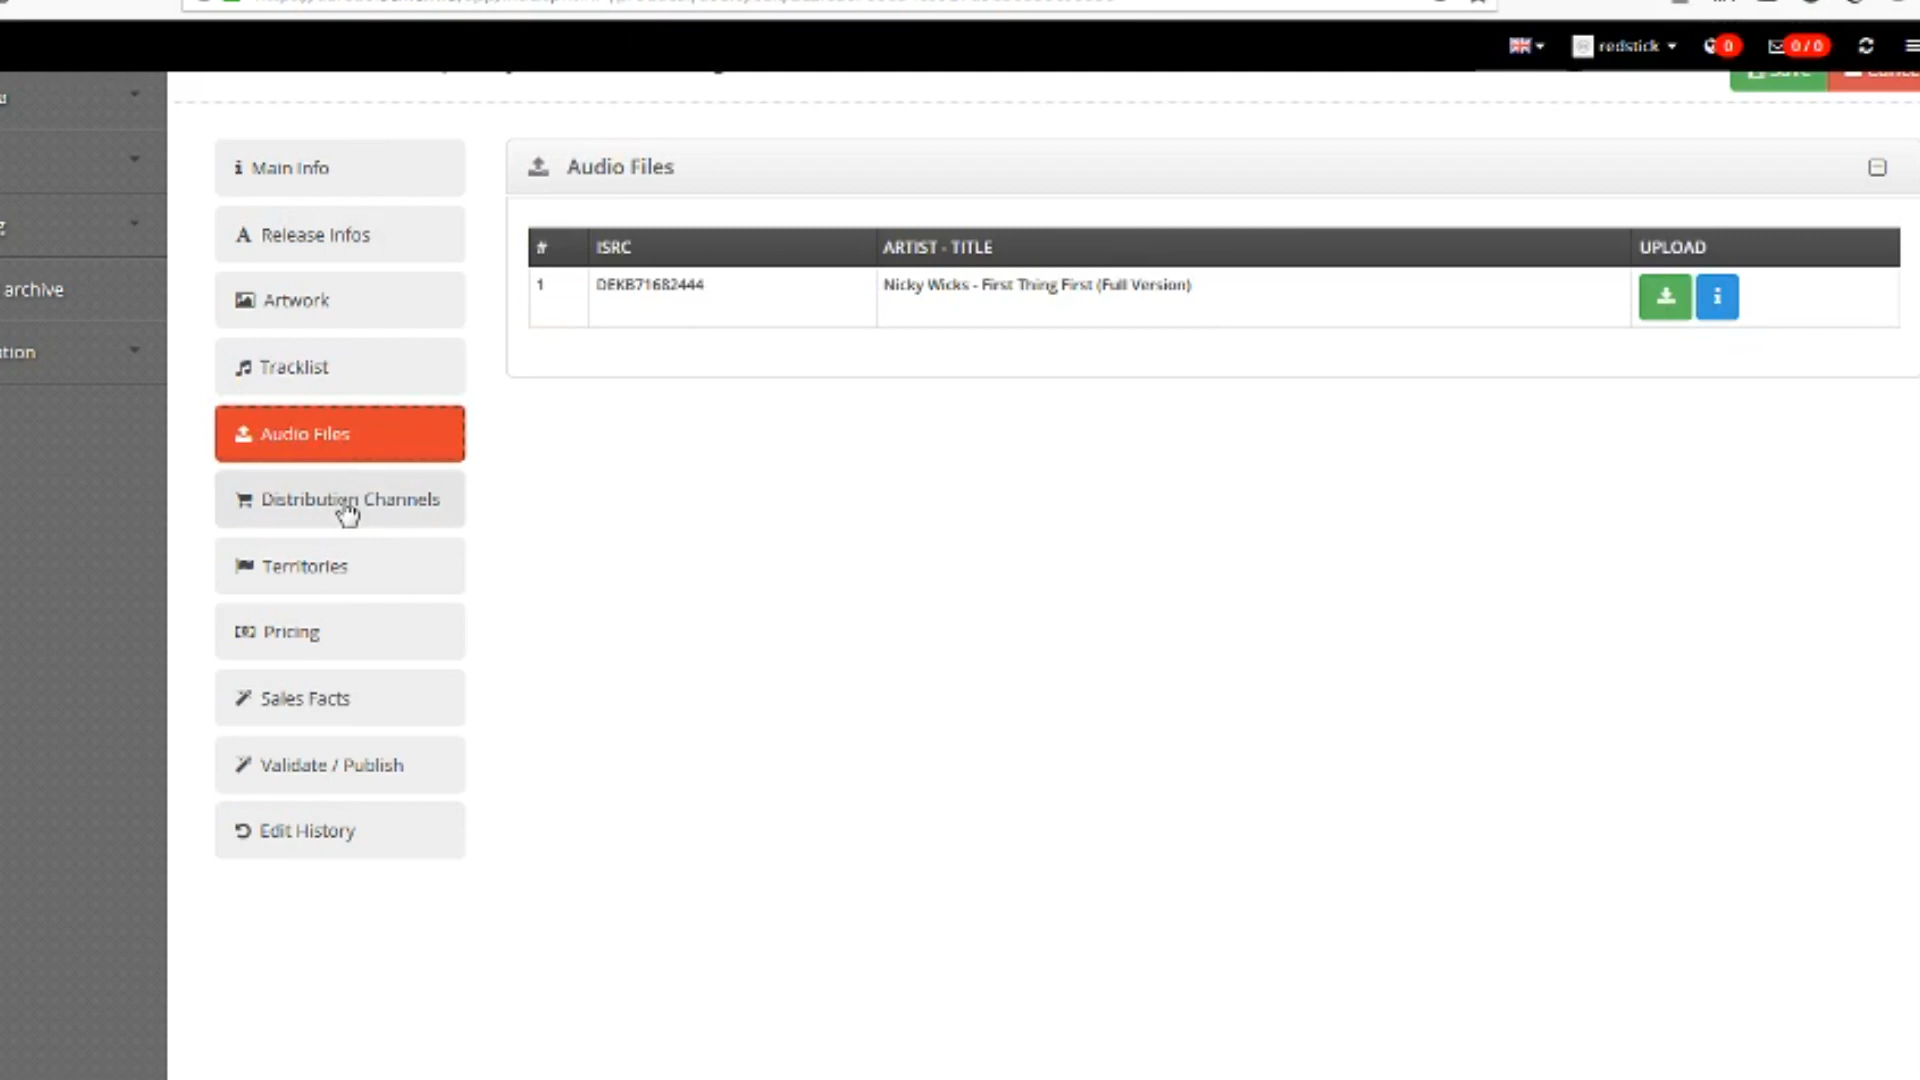 redstick 0 0/0
Main Info
Audio Files
Release Infos
# ISRC ARTIST - TITLE UPLOAD
1 DEKB71682444 Nicky Wicks - First Thing First (Full Version)
archive
Artwork
Tracklist
Audio Files
Distribution Channels
Territories
Pricing
Sales Facts
Validate / Publish
Edit History